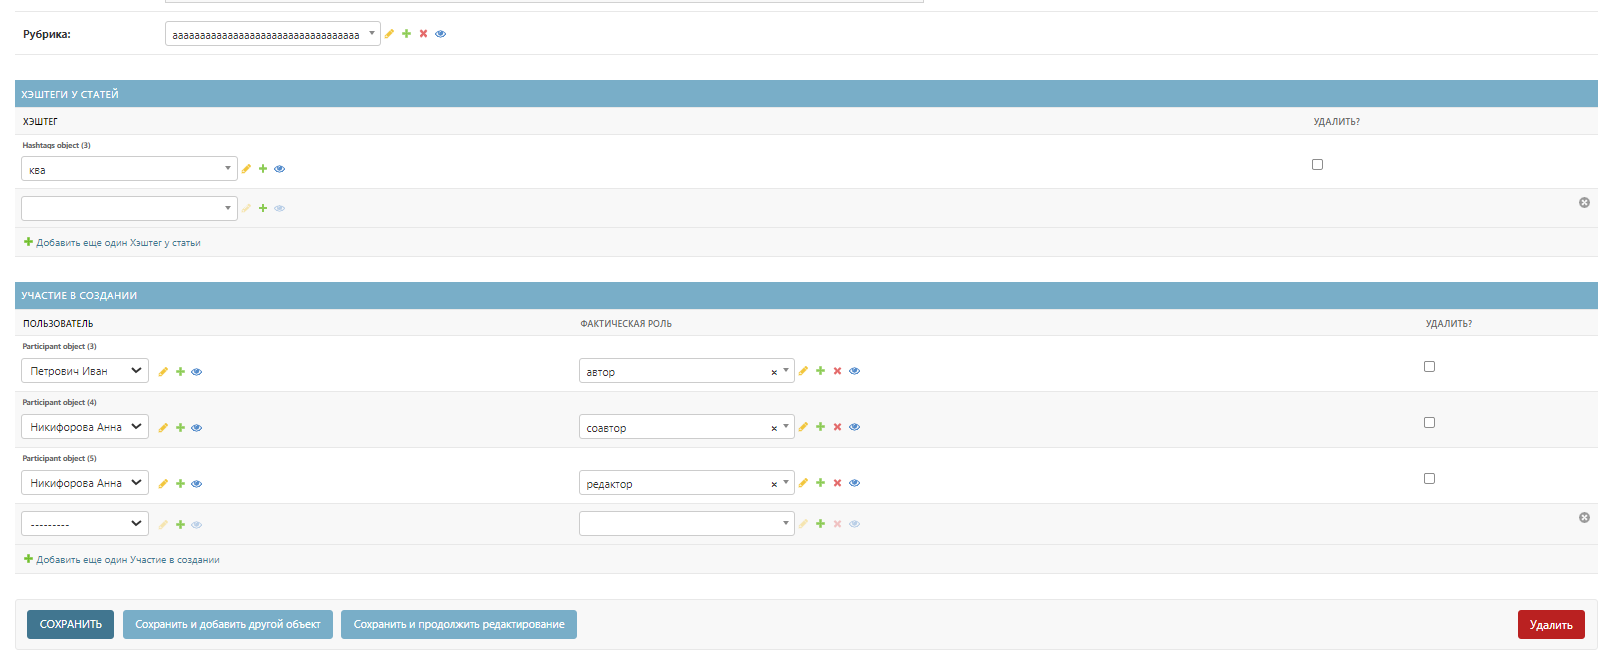 Рубрика: аааааааааааааааааааааааааааааааааааа
ХЭШТЕГИ У СТАТЕЙ
ХЭШТЕГ УДАЛИТЬ?
Hashtags object (3)
ква
Добавить еще один Хэштег у статьи
УЧАСТИЕ В СОЗДАНИИ
ПОЛЬЗОВАТЕЛЬ ФАКТИЧЕСКАЯ РОЛЬ УДАЛИТЬ?
Participant object (3)
Петрович Иван автор
Participant object (4)
Никифорова Анна соавтор
Participant object (5)
Никифорова Анна редактор
---------
Добавить еще один Участие в создании
СОХРАНИТЬ Сохранить и добавить другой объект Сохранить и продолжить редактирование Удалить